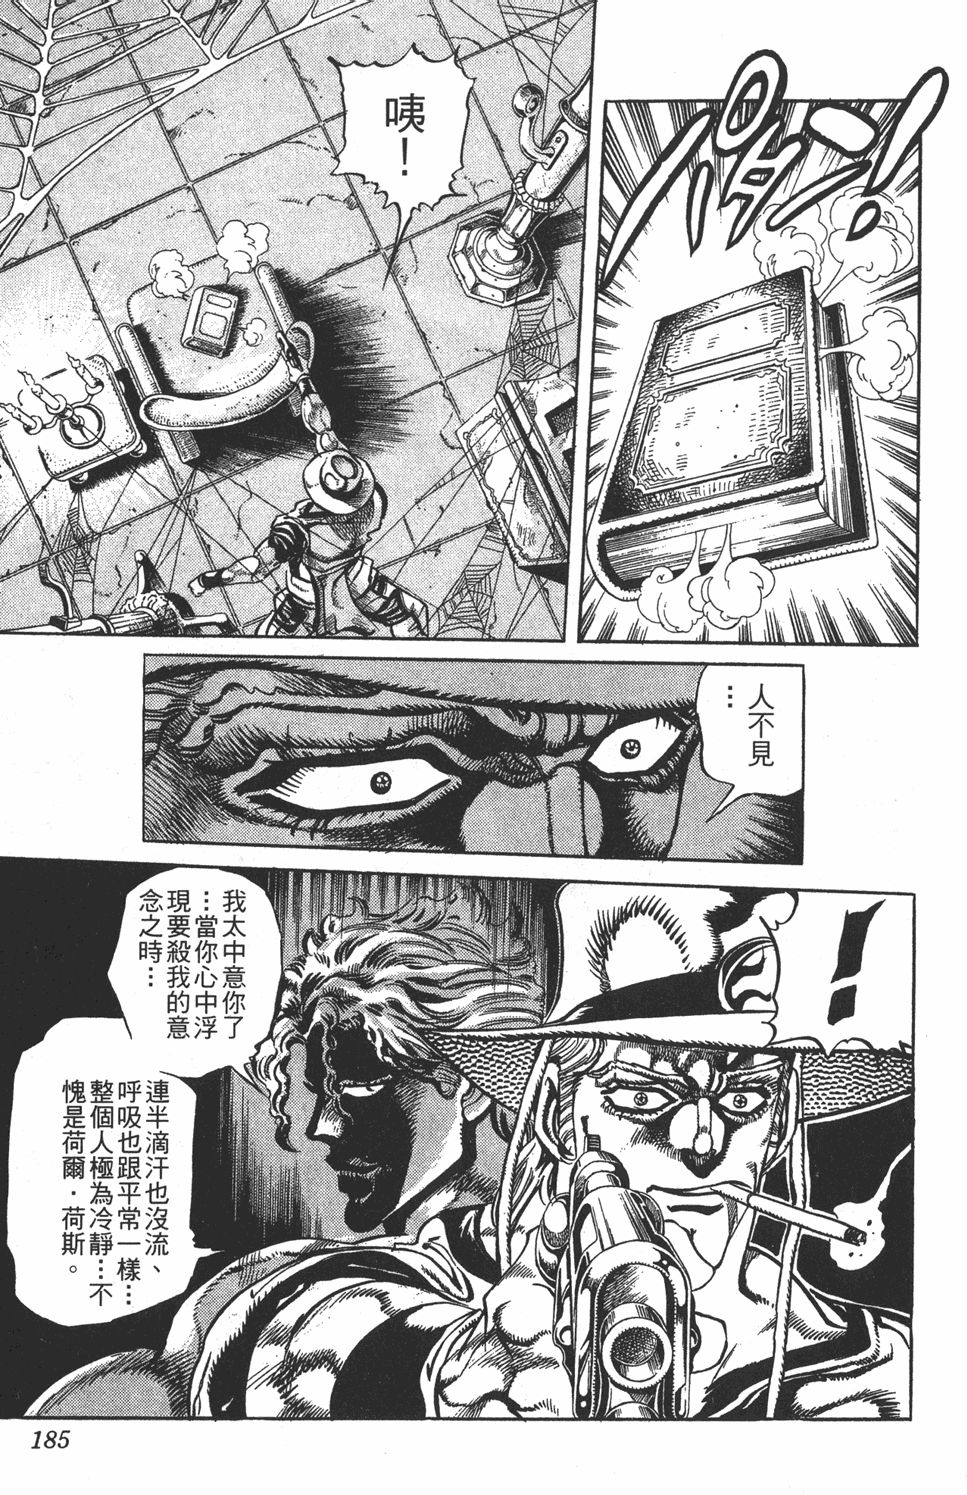 パタン！
咦！
人不見
⋯
！
我太中意你了
⋯當你心中浮
現要殺我的意
念之時⋯
連半滴汗也沒流、
呼吸也跟平常一樣⋯
整個人極為冷靜⋯不
愧是荷爾．荷斯。
185